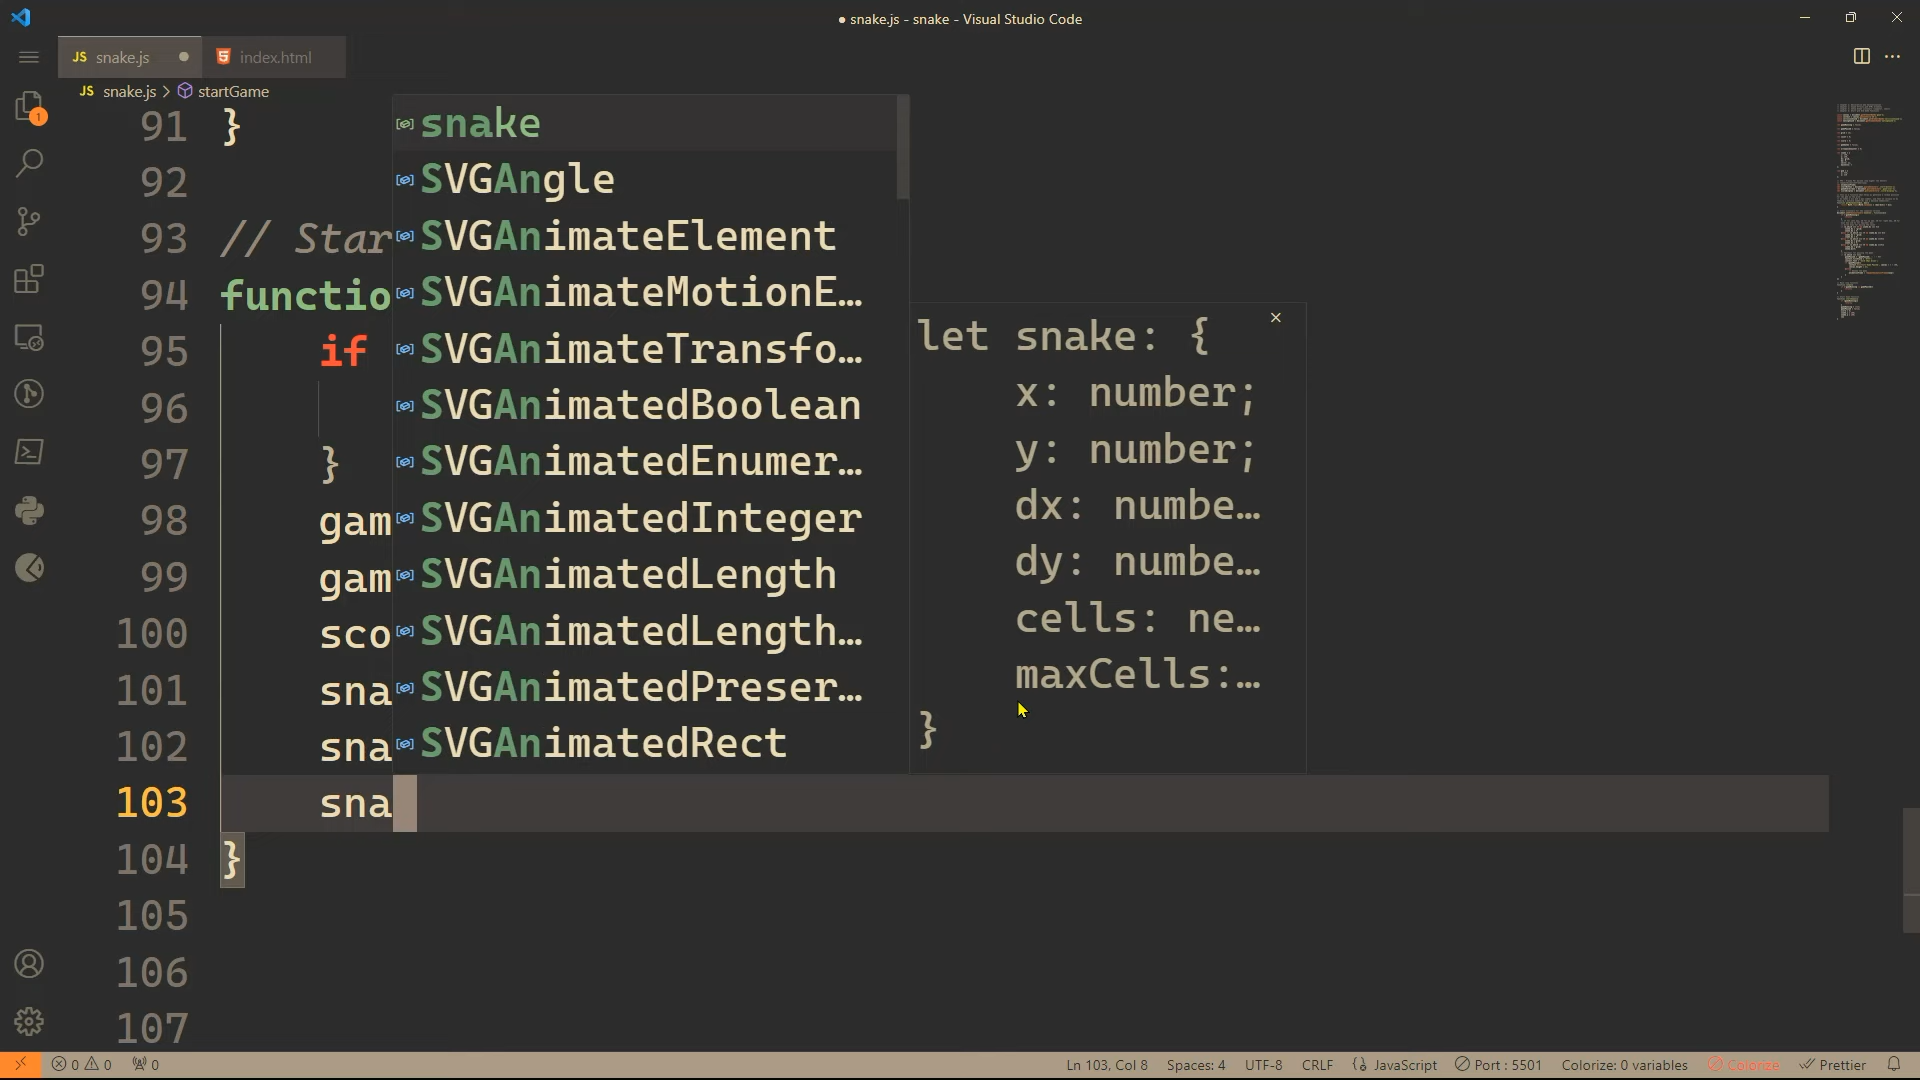 ● snake.js - snake - Visual Studio Code
JS snake.js
index.html
JS snake.js > startGame
91 }
92
93 // Star
94 functio
95 if
96
97 }
98 gam
99 gam
100 sco
101 sna
102 sna
103 sna
104 }
105
106
107
snake
SVGAngle
SVGAnimateElement
SVGAnimateMotionE…
SVGAnimateTransfo…
SVGAnimatedBoolean
SVGAnimatedEnumer…
SVGAnimatedInteger
SVGAnimatedLength
SVGAnimatedLength…
SVGAnimatedPreser…
SVGAnimatedRect
let snake: {
x: number;
y: number;
dx: numbe…
dy: numbe…
cells: ne…
maxCells:…
}
1
0 0 0 Ln 103, Col 8 Spaces: 4 UTF-8 CRLF JavaScript Port : 5501 Colorize: 0 variables Colorize Prettier